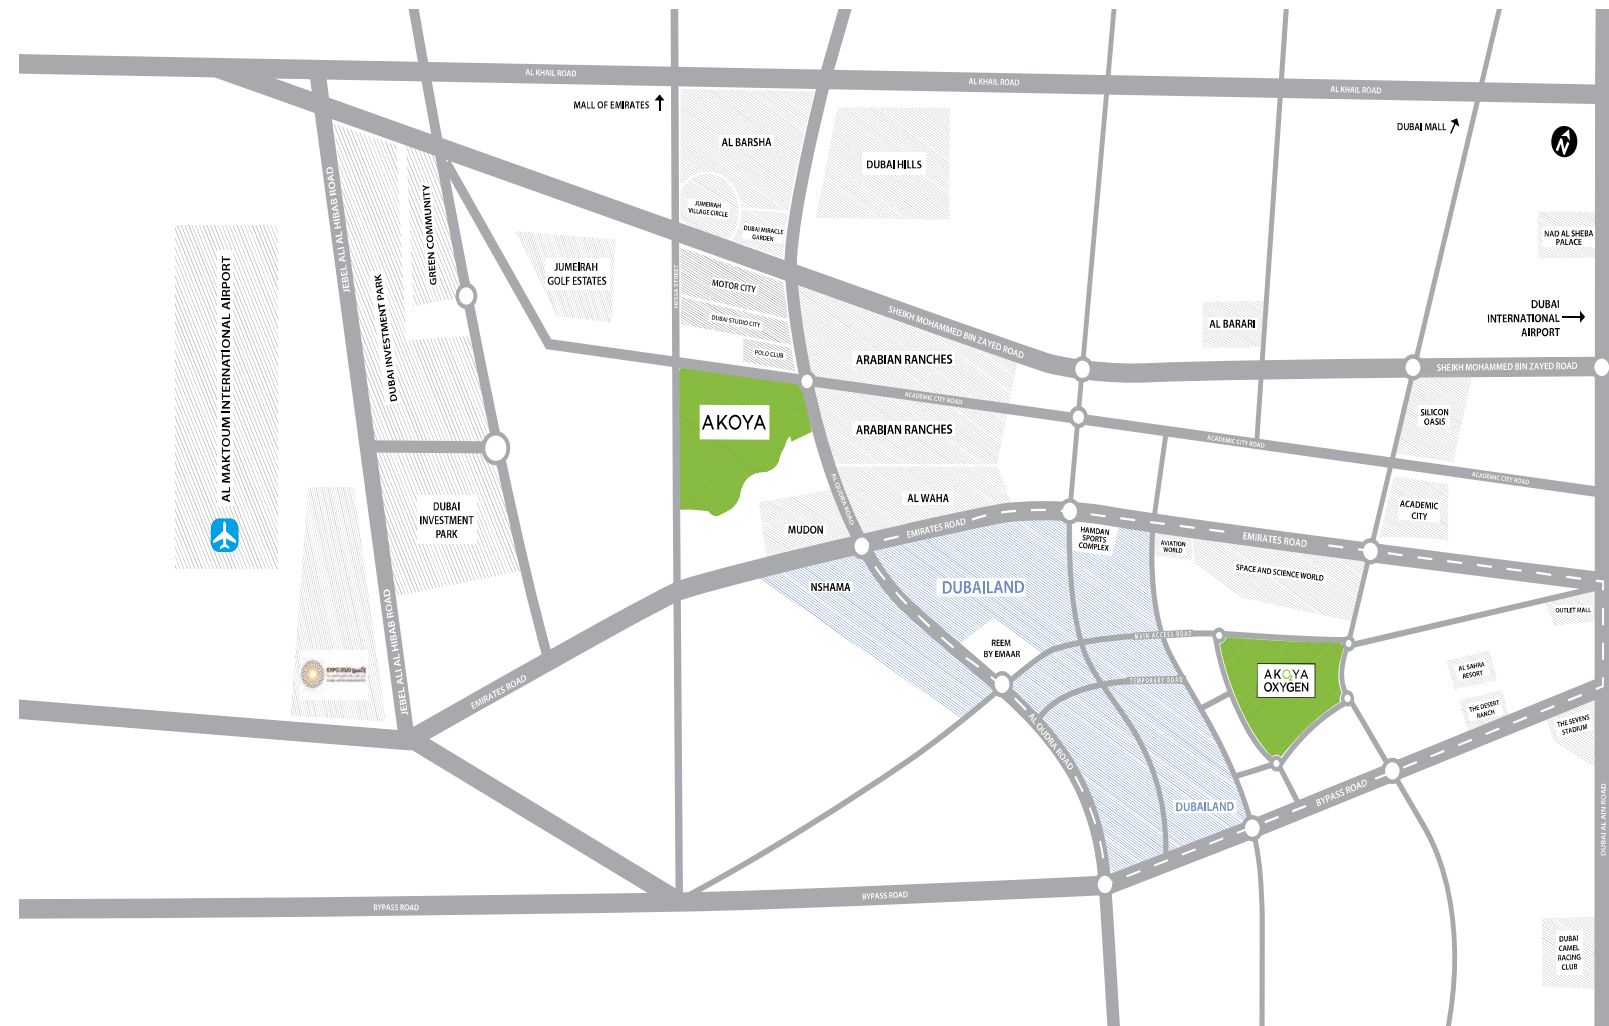 AL KHAIL ROAD
AL KHAIL ROAD
AL KHAIL ROAD
MALL OF EMIRATES
DUBAI MALL
N
AL BARSHA
DUBAI HILLS
JUMEIRAH
VILLAGE CIRCLE
DUBAI MIRACLE
GARDEN
NAD AL SHEBA
PALACE
JEBEL ALI AL HIBAB ROAD
GREEN COMMUNITY
DUBAI INVESTMENT PARK
AL MAKTOUM INTERNATIONAL AIRPORT
JUMEIRAH
GOLF ESTATES
HESSA STREET
MOTOR CITY
DUBAI STUDIO CITY
POLO CLUB
SHEIKH MOHAMMED BIN ZAYED ROAD
AL BARARI
DUBAI
INTERNATIONAL
AIRPORT
ARABIAN RANCHES
SHEIKH MOHAMMED BIN ZAYED ROAD
ACADEMIC CITY ROAD
AKOYA
ARABIAN RANCHES
SILICON
OASIS
ACADEMIC CITY ROAD
ACADEMIC CITY ROAD
AL QUDRA ROAD
AL WAHA
ACADEMIC
CITY
DUBAI
INVESTMENT
PARK
MUDON
EMIRATES ROAD
HAMDAN
SPORTS
COMPLEX
AVIATION
WORLD
EMIRATES ROAD
SPACE AND SCIENCE WORLD
NSHAMA
DUBAILAND
OUTLET MALL
JEBEL ALI AL HIBAB ROAD
REEM
BY EMAAR
MAIN ACCESS ROAD
TEMPORARY ROAD
AKOYA
OXYGEN
AL SAHRA
RESORT
THE DESERT
RANCH
THE SEVENS
STADIUM
EXPO 2020
EMIRATES ROAD
AL QUDRA ROAD
DUBAILAND
BYPASS ROAD
DUBAI AL AIN ROAD
BYPASS ROAD
BYPASS ROAD
DUBAI
CAMEL
RACING
CLUB